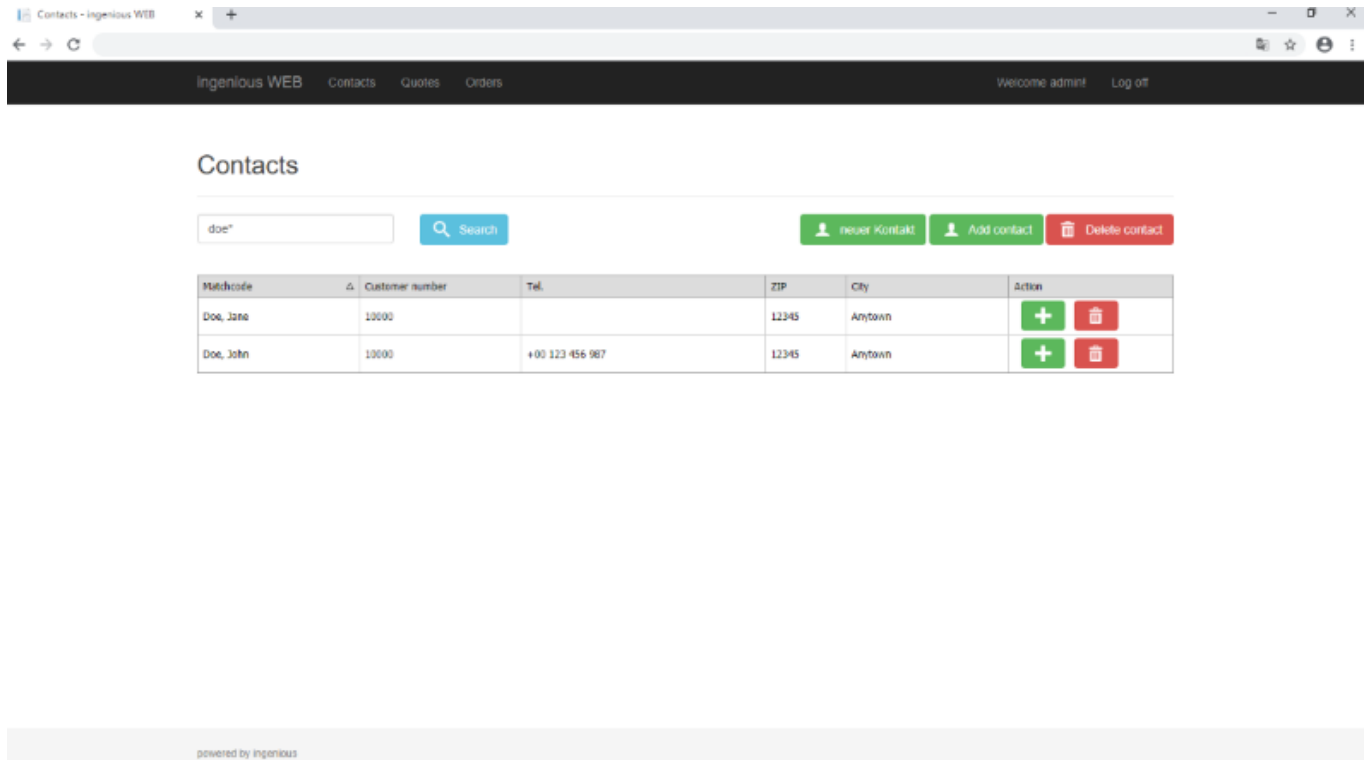 Contacts - ingenious WEB
ingenious WEB Contacts Quotes Orders Welcome admin! Log off
Contacts
doe* Search neuer Kontakt Add contact Delete contact
Matchcode Customer number Tel. ZIP City Action
Doe, Jane 10000 12345 Anytown
Doe, John 10000 +00 123 456 987 12345 Anytown
powered by ingenious